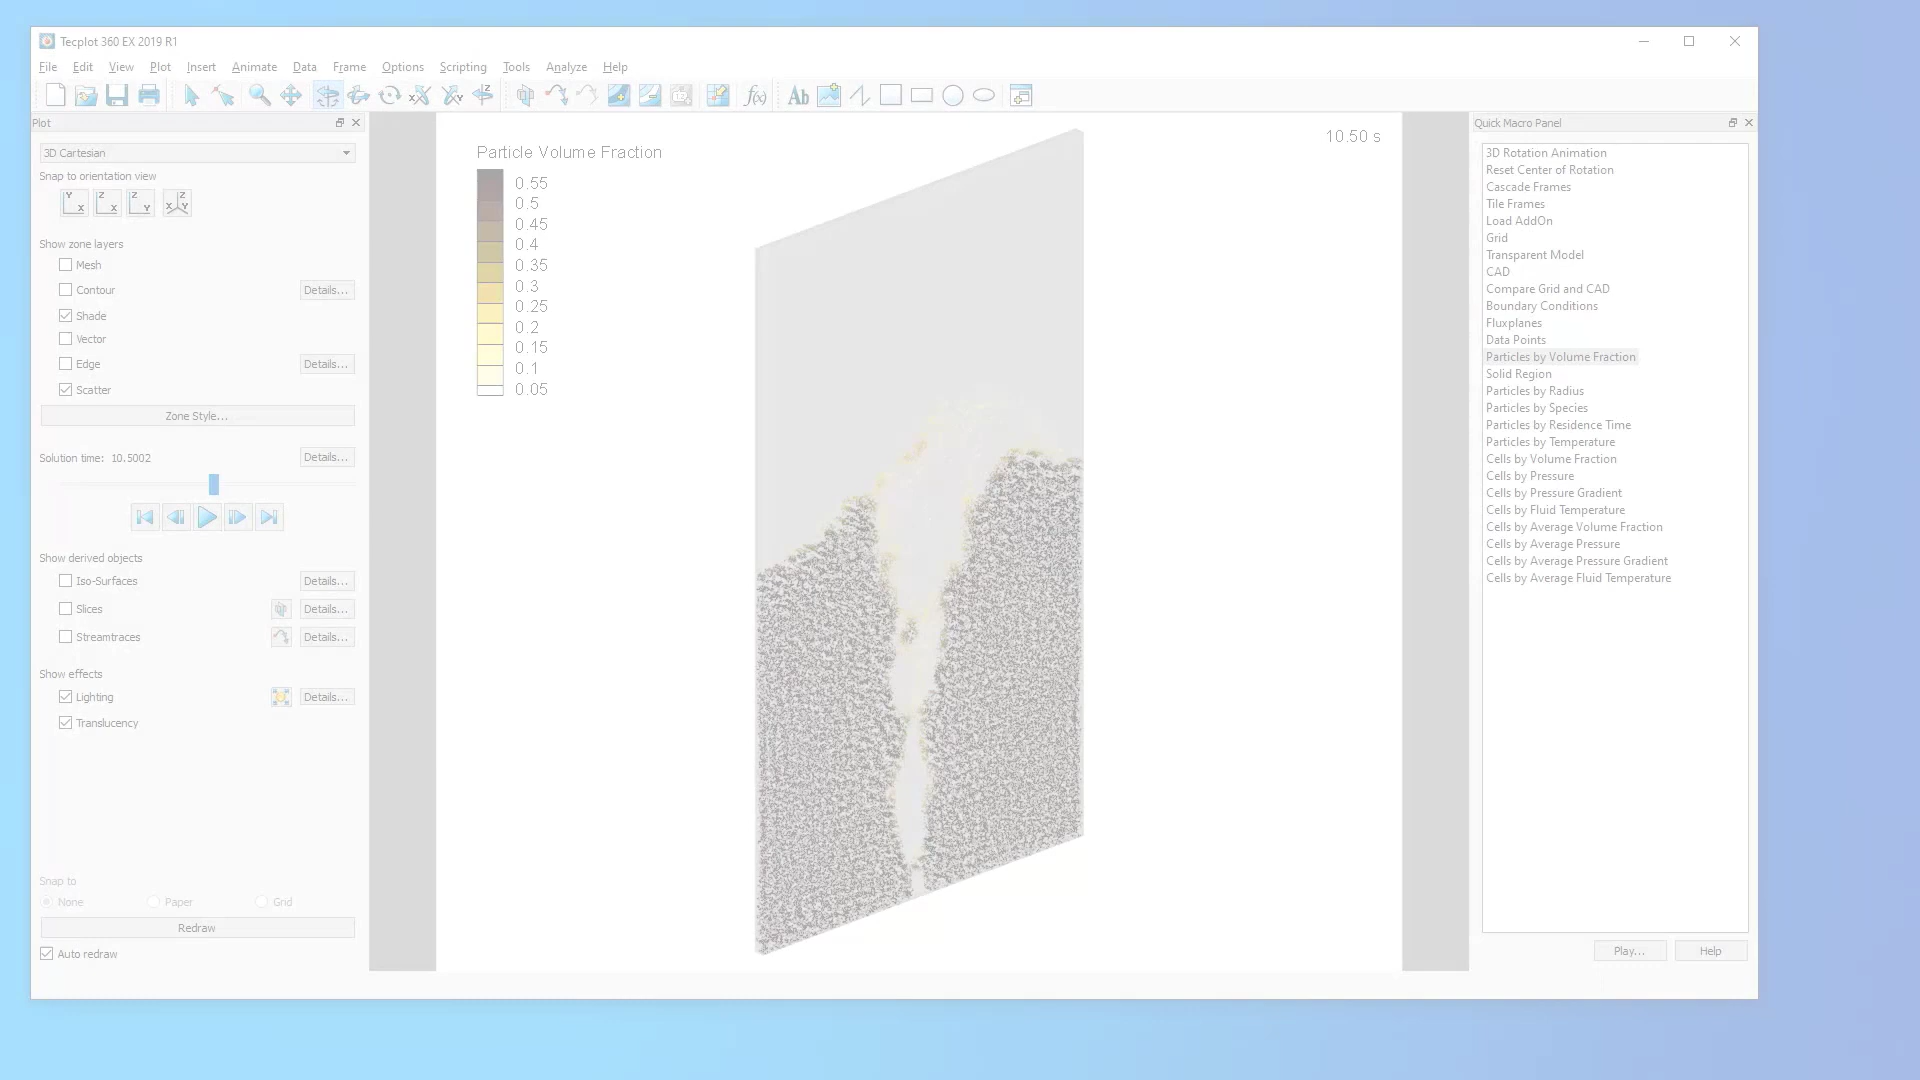 Tecplot 360 EX 2019 R1
File Edit View Plot Insert Animate Data Frame Options Scripting Tools Analyze Help
Plot
3D Cartesian
Snap to orientation view
Show zone layers
Mesh
Contour Details...
Shade
Vector
Edge Details...
Scatter
Zone Style...
Solution time: 10.5002 Details...
Show derived objects
Iso-Surfaces Details...
Slices Details...
Streamtraces Details...
Show effects
Lighting Details...
Translucency
Snap to
None Paper Grid
Redraw
Auto redraw
Particle Volume Fraction
0.55
0.5
0.45
0.4
0.35
0.3
0.25
0.2
0.15
0.1
0.05
10.50 s
Quick Macro Panel
3D Rotation Animation
Reset Center of Rotation
Cascade Frames
Tile Frames
Load AddOn
Grid
Transparent Model
CAD
Compare Grid and CAD
Boundary Conditions
Fluxplanes
Data Points
Particles by Volume Fraction
Solid Region
Particles by Radius
Particles by Species
Particles by Residence Time
Particles by Temperature
Cells by Volume Fraction
Cells by Pressure
Cells by Pressure Gradient
Cells by Fluid Temperature
Cells by Average Volume Fraction
Cells by Average Pressure
Cells by Average Pressure Gradient
Cells by Average Fluid Temperature
Play... Help